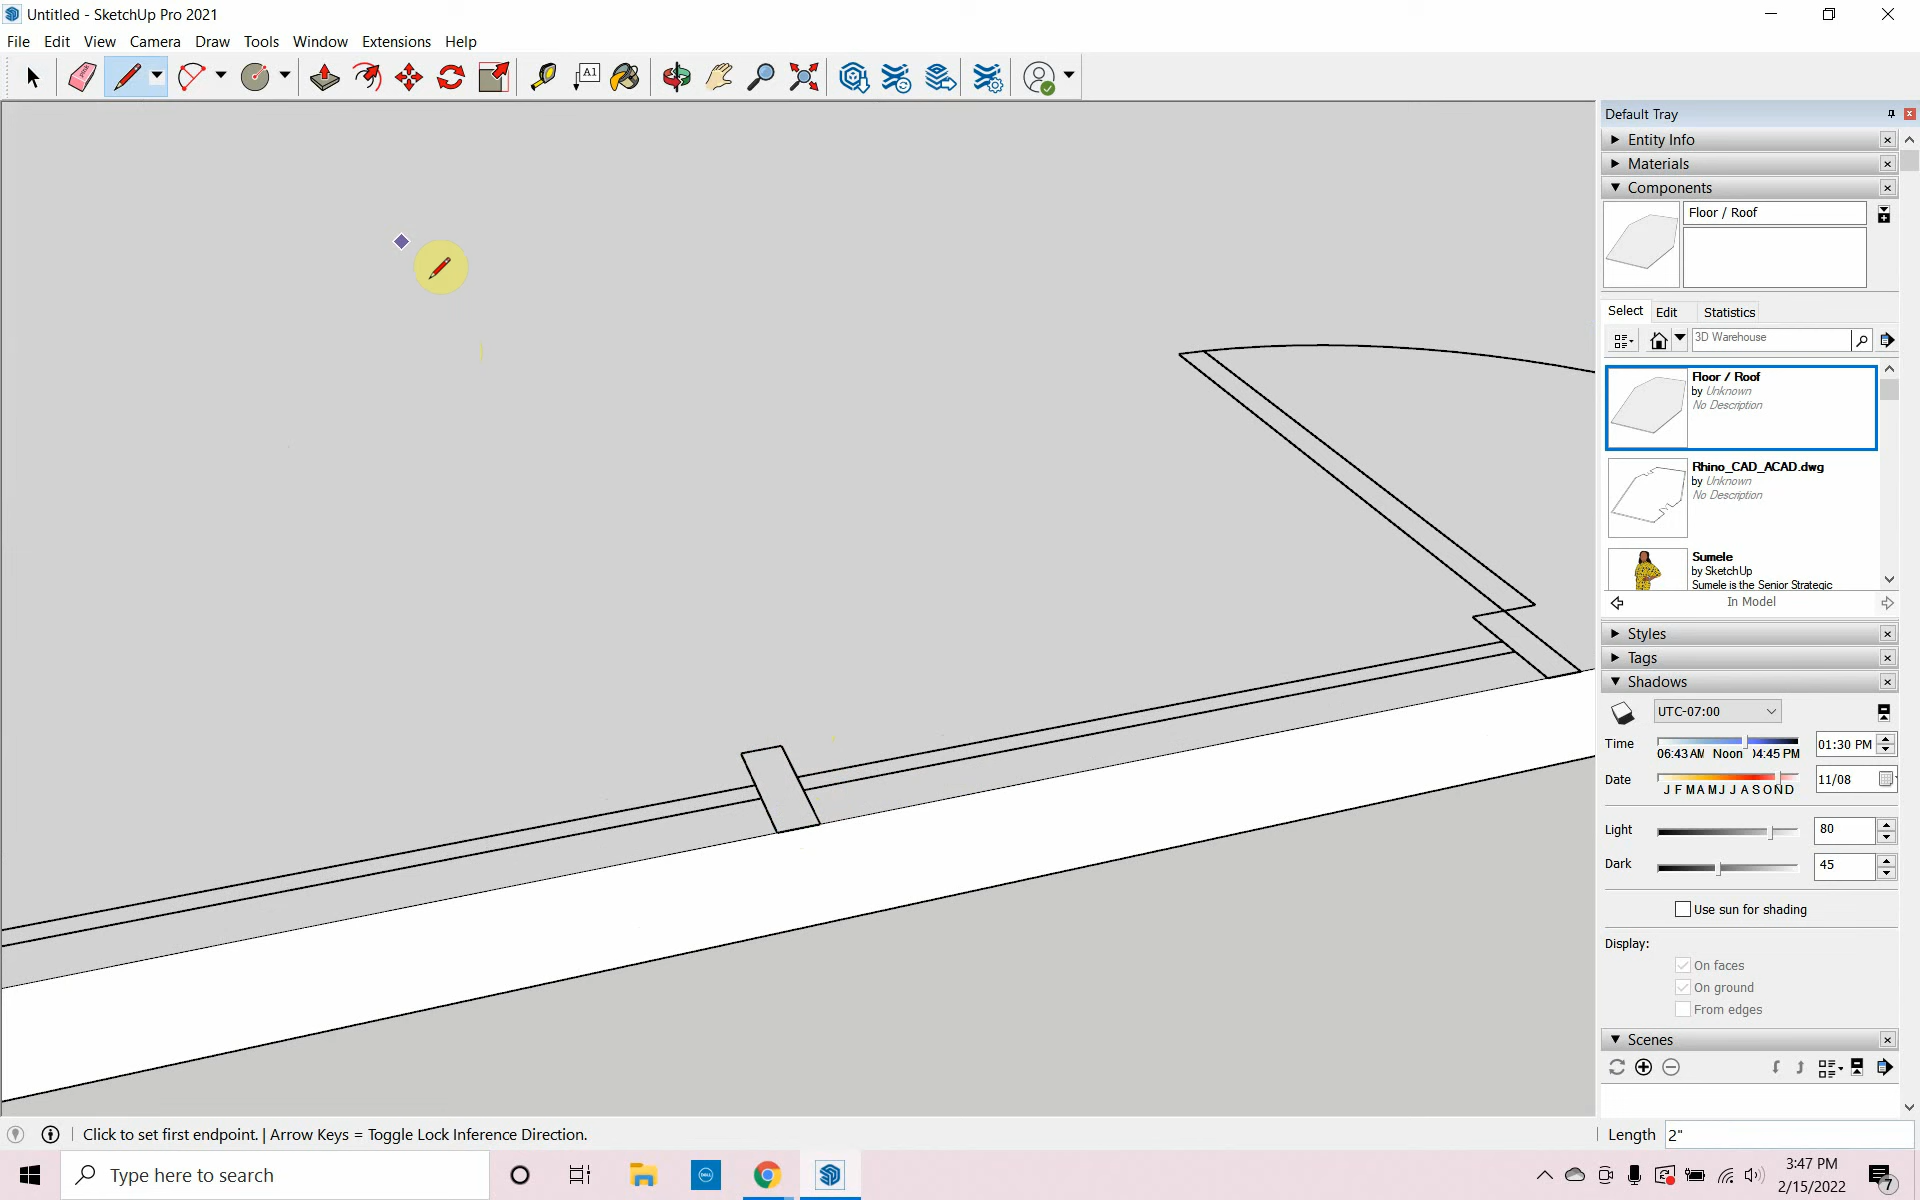 Untitled - SketchUp Pro 2021
File Edit View Camera Draw Tools Window Extensions Help
A1
Default Tray
Entity Info
Materials
Components
Floor / Roof
Select Edit Statistics
3D Warehouse
Floor / Roof
by Unknown
No Description
Rhino_CAD_ACAD.dwg
by Unknown
No Description
Sumele
by SketchUp
Sumele is the Senior Strategic
In Model
Styles
Tags
Shadows
UTC-07:00
Time
06:43 AM Noon 04:45 PM
01:30 PM
Date
J F M A M J J A S O N D
11/08
Light
80
Dark
45
Use sun for shading
Display:
On faces
On ground
From edges
Scenes
Click to set first endpoint. | Arrow Keys = Toggle Lock Inference Direction.
Length 2"
Type here to search
DELL
3:47 PM
2/15/2022
7